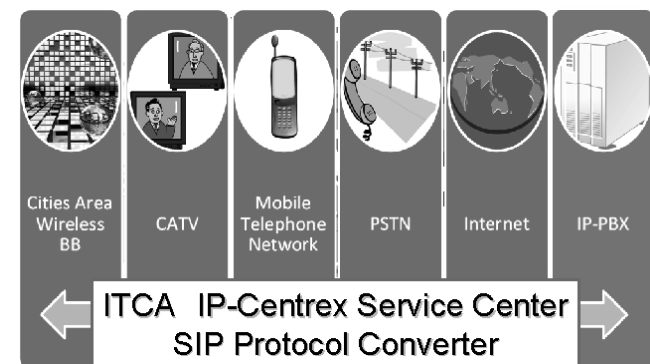 Cities Area
Wireless
BB
CATV
Mobile
Telephone
Network
PSTN
Internet
IP-PBX
ITCA IP-Centrex Service Center
SIP Protocol Converter